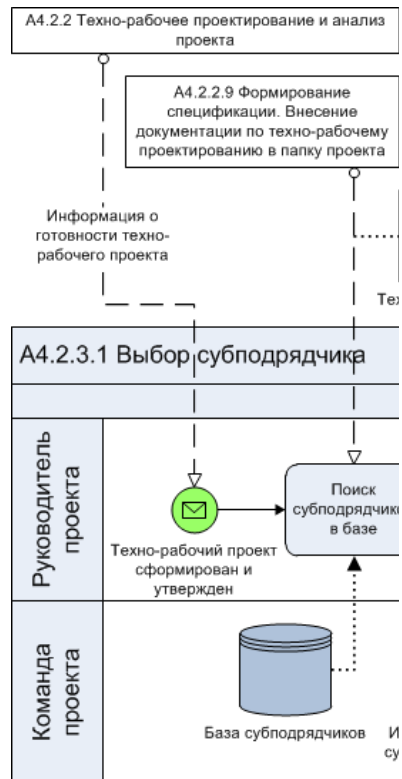 А4.2.2 Техно-рабочее проектирование и анализ
проекта
А4.2.2.9 Формирование
спецификации. Внесение
документации по техно-рабочему
проектированию в папку проекта
Информация о
готовности техно-
рабочего проекта
А4.2.3.1 Выбор субподрядчика
Руководитель
проекта
Поиск
в базе
Техно-рабочий проект
сформирован и
утвержден
Команда
проекта
База субподрядчиков